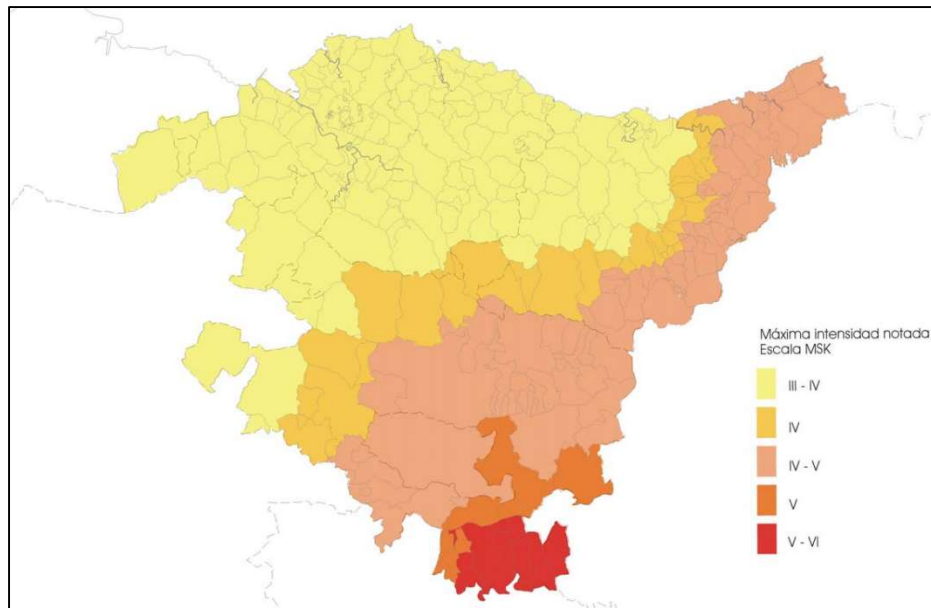 Máxima intensidad notada
Escala MSK
III - IV
IV
IV - V
V
V - VI